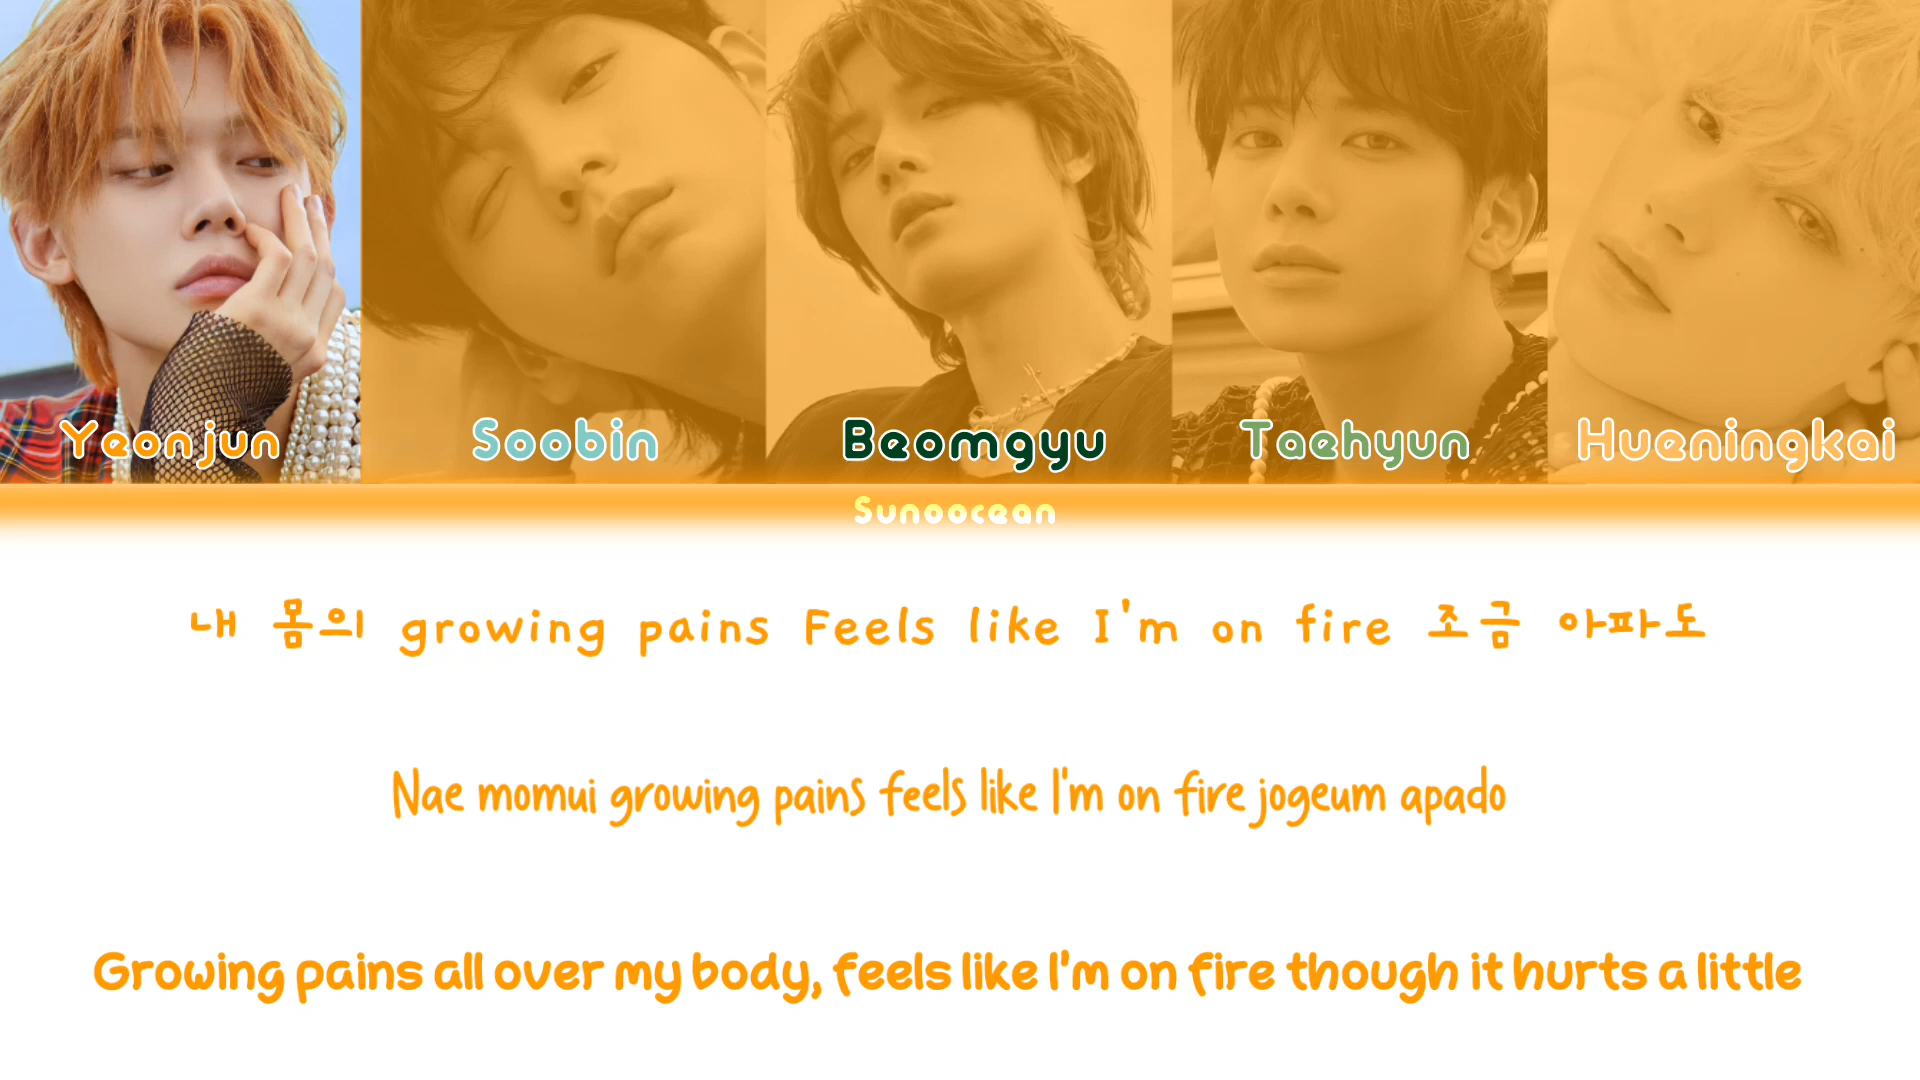 Yeonjun Soobin Beomgyu Taehyun Hueningkai
Sunoocean
내 몸의 growing pains Feels like I'm on fire 조금 아파도
Nae momui growing pains feels like I'm on fire jogeum apado
Growing pains all over my body, feels like I'm on fire though it hurts a little